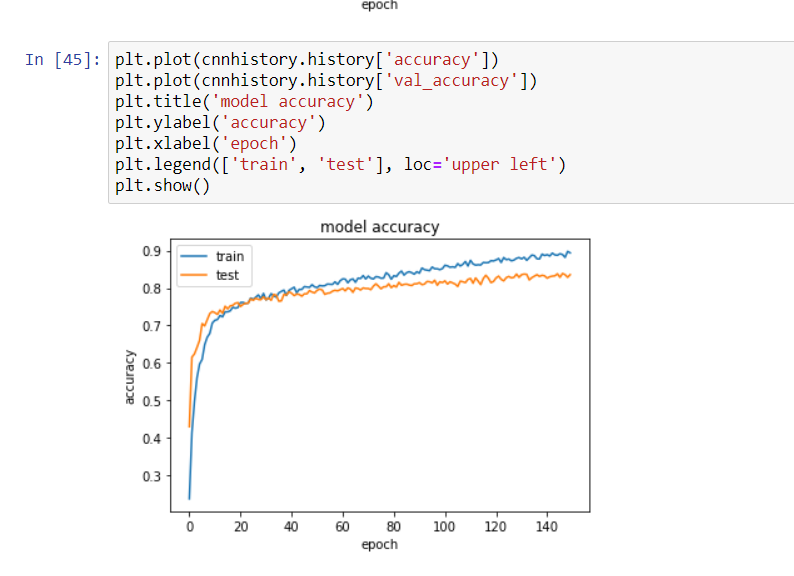 epoch
In [45]:
plt.plot(cnnhistory.history['accuracy'])
plt.plot(cnnhistory.history['val_accuracy'])
plt.title('model accuracy')
plt.ylabel('accuracy')
plt.xlabel('epoch')
plt.legend(['train', 'test'], loc='upper left')
plt.show()
model accuracy
train
test
accuracy
0.9
0.8
0.7
0.6
0.5
0.4
0.3
0 20 40 60 80 100 120 140
epoch